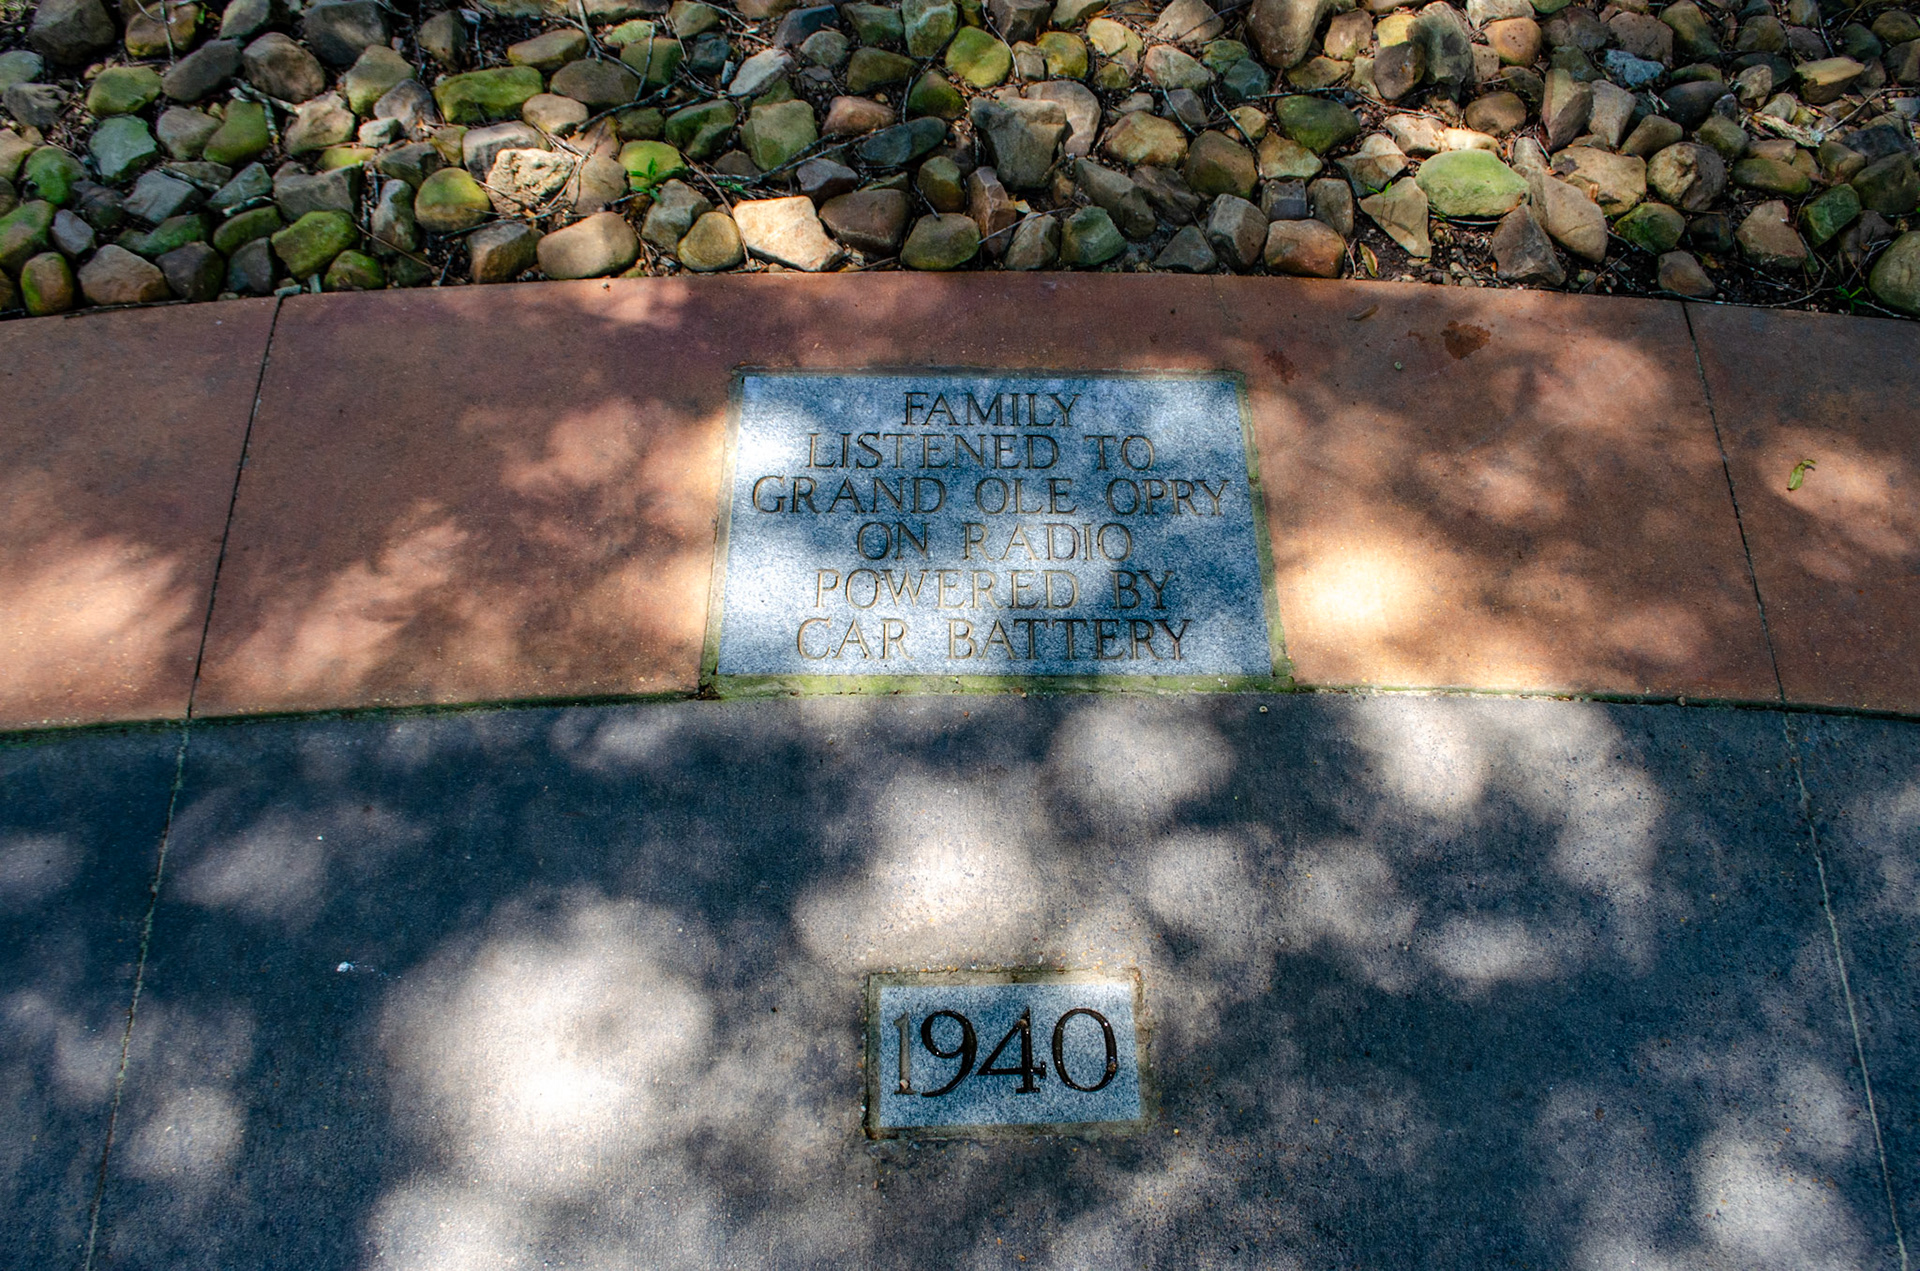 FAMILY
LISTENED TO
GRAND OLE OPRY
ON RADIO
POWERED BY
CAR BATTERY
1940